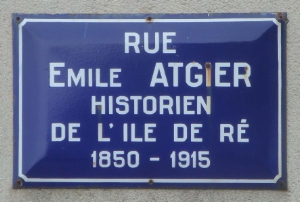 RUE
EMILE ATGIER
HISTORIEN
DE L'ILE DE RÉ
1850 - 1915